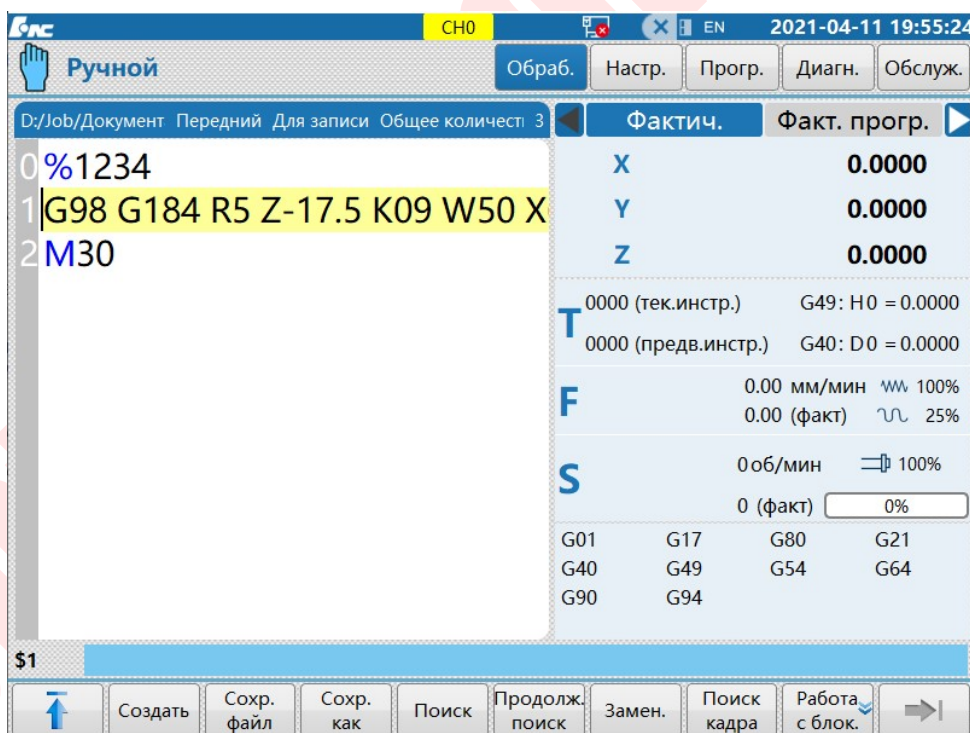 HNC CH0 EN 2021-04-11 19:55:24
Ручной Обраб. Настр. Прогр. Диагн. Обслуж.
D:/Job/Документ Передний Для записи Общее количест 3
Фактич. Факт. прогр.
0 %1234
1 G98 G184 R5 Z-17.5 K09 W50 X
2 M30
X 0.0000
Y 0.0000
Z 0.0000
T 0000 (тек.инстр.) G49: H0 = 0.0000
0000 (предв.инстр.) G40: D0 = 0.0000
F 0.00 мм/мин 100%
0.00 (факт) 25%
S 0 об/мин 100%
0 (факт) 0%
G01 G17 G80 G21
G40 G49 G54 G64
G90 G94
$1
Создать Сохр. файл Сохр. как Поиск Продолж. поиск Замен. Поиск кадра Работа с блок.